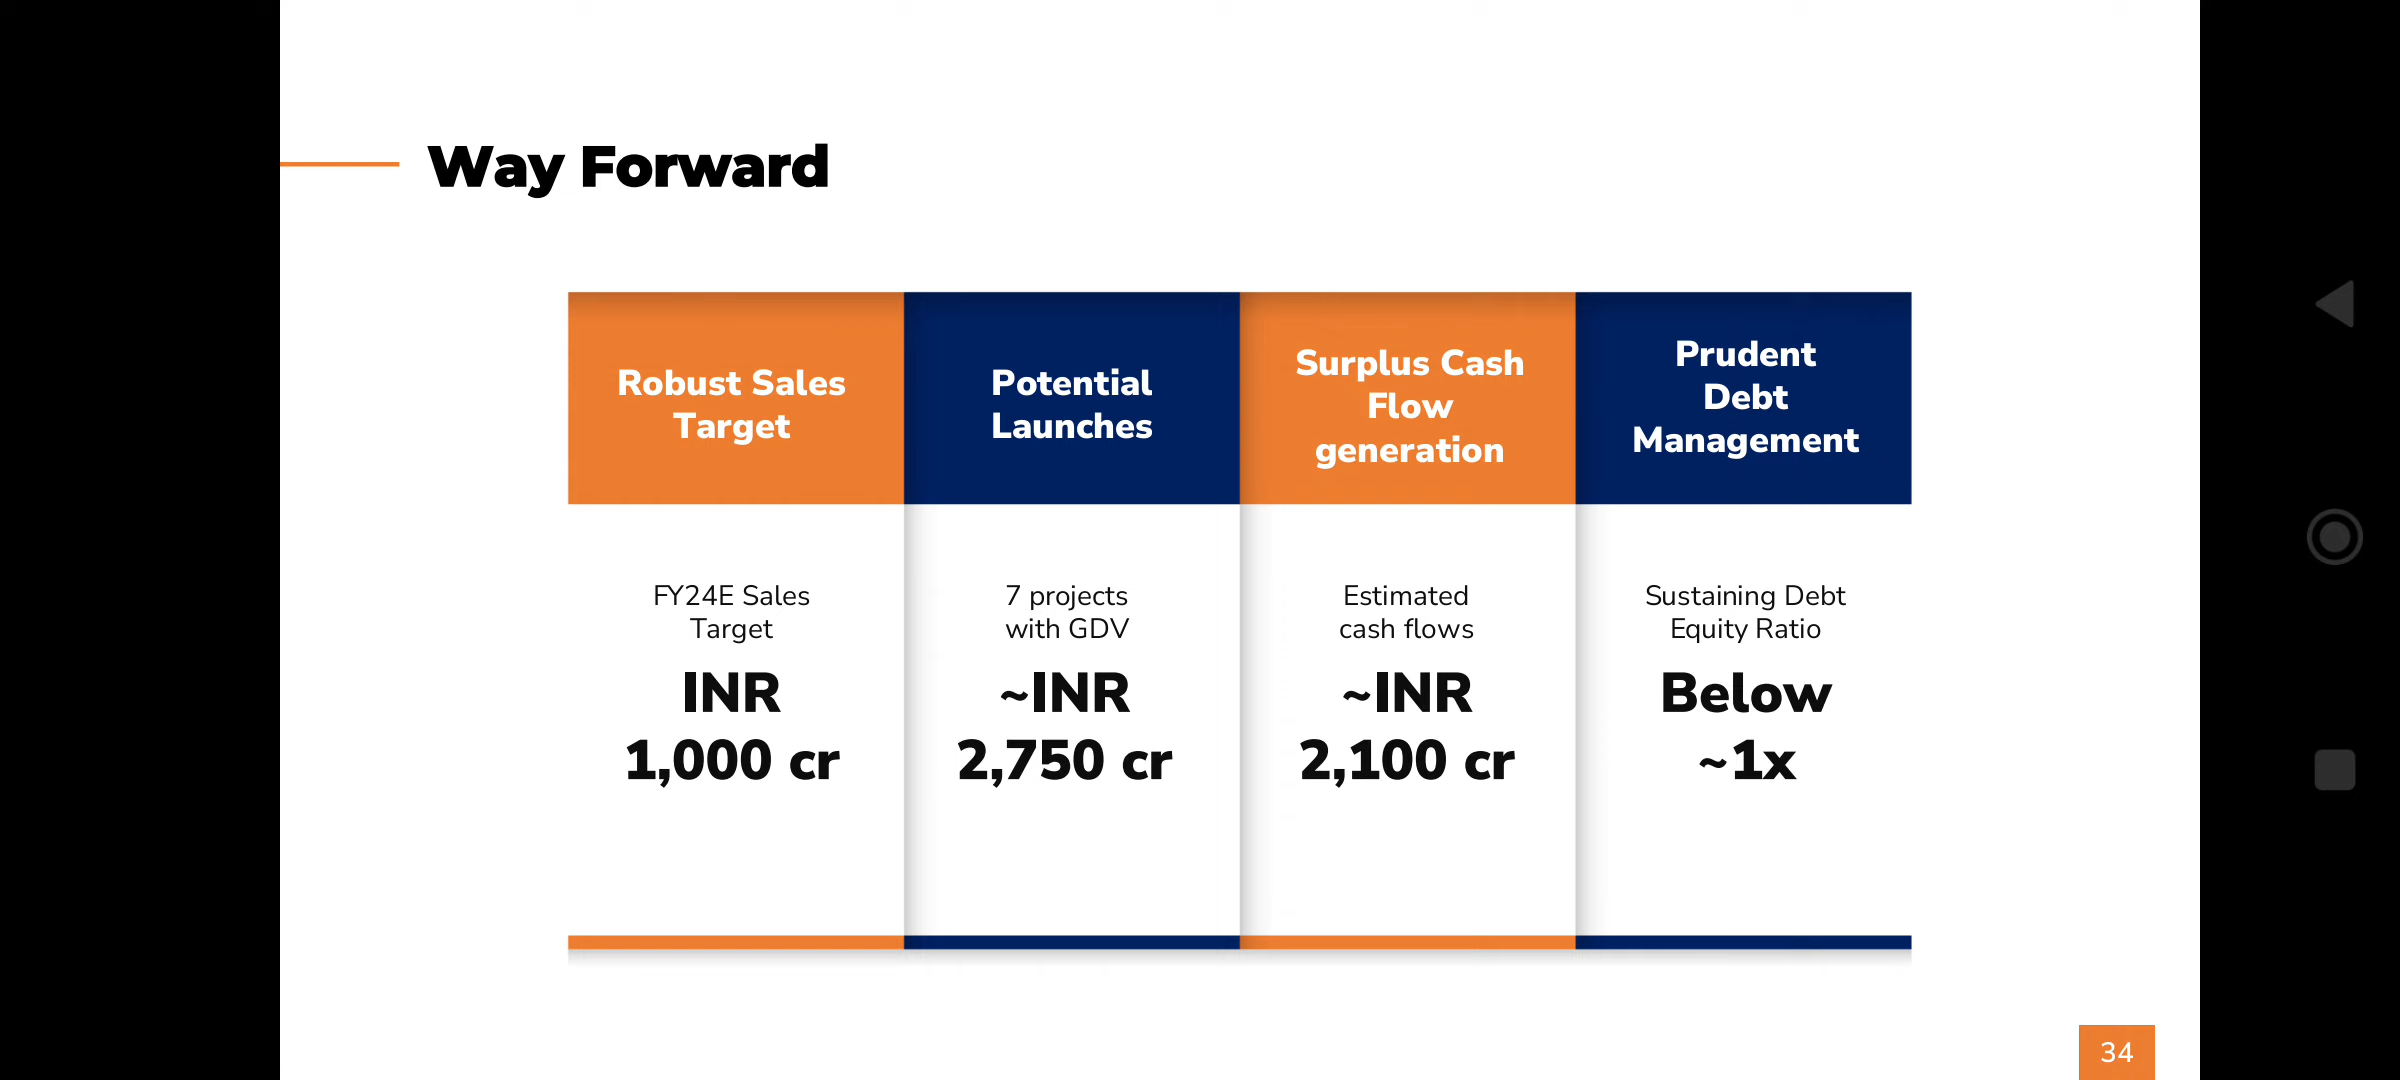 Way Forward
Robust Sales
Target
Potential
Launches
Surplus Cash
Flow
generation
Prudent
Debt
Management
FY24E Sales
Target
INR
1,000 cr
7 projects
with GDV
~INR
2,750 cr
Estimated
cash flows
~INR
2,100 cr
Sustaining Debt
Equity Ratio
Below
~1x
34